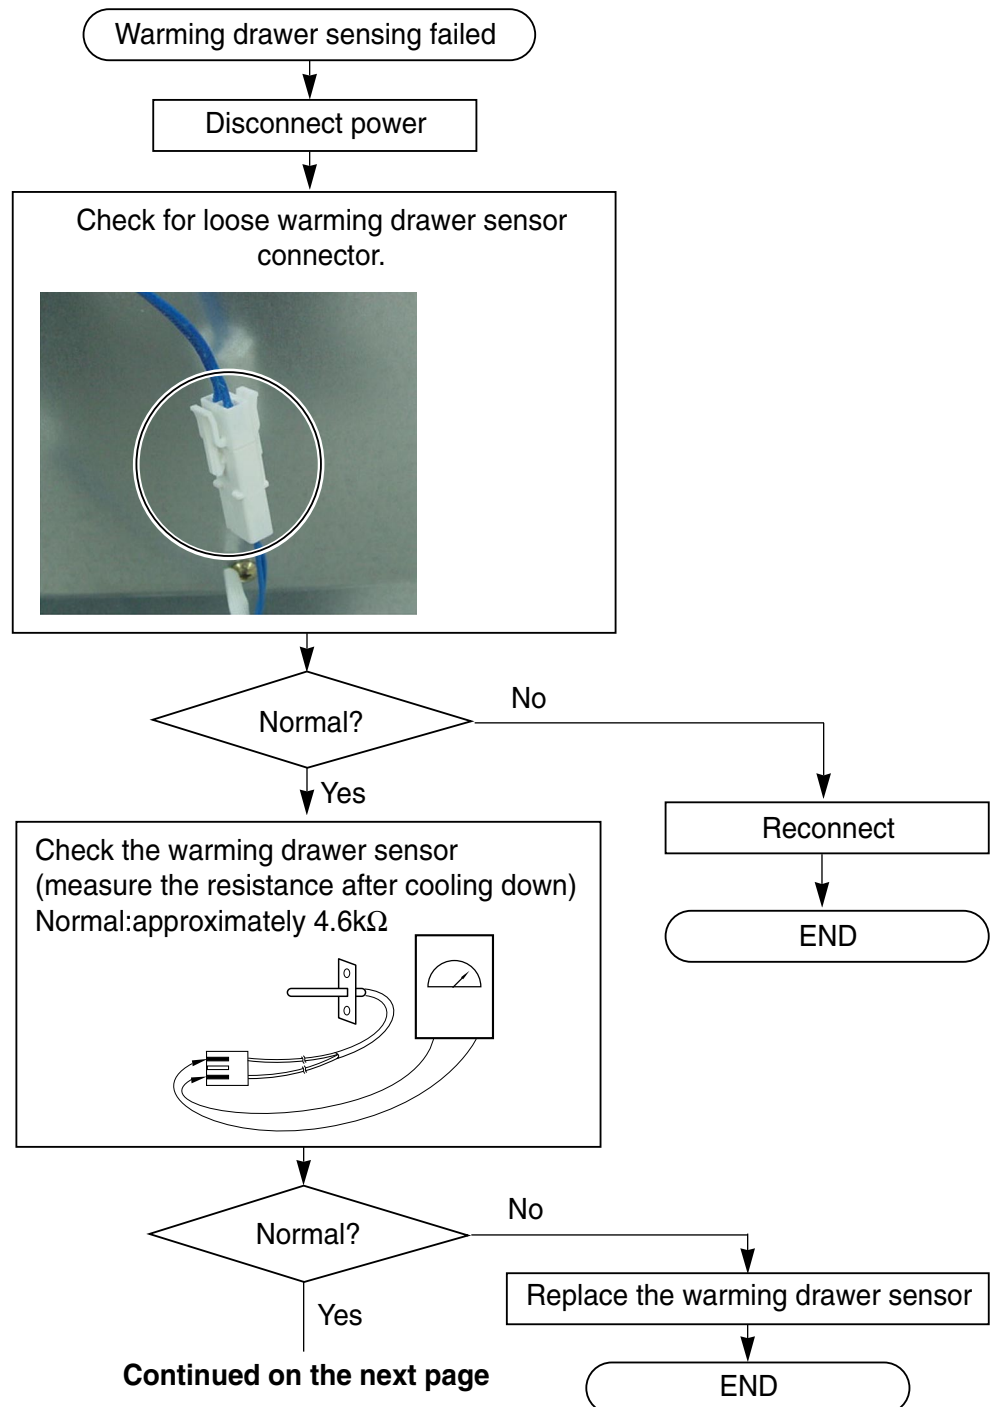 Warming drawer sensing failed
Disconnect power
Check for loose warming drawer sensor
connector.
Normal?
No
Yes
Reconnect
END
Check the warming drawer sensor
(measure the resistance after cooling down)
Normal:approximately 4.6kΩ
Normal?
No
Yes
Replace the warming drawer sensor
END
Continued on the next page